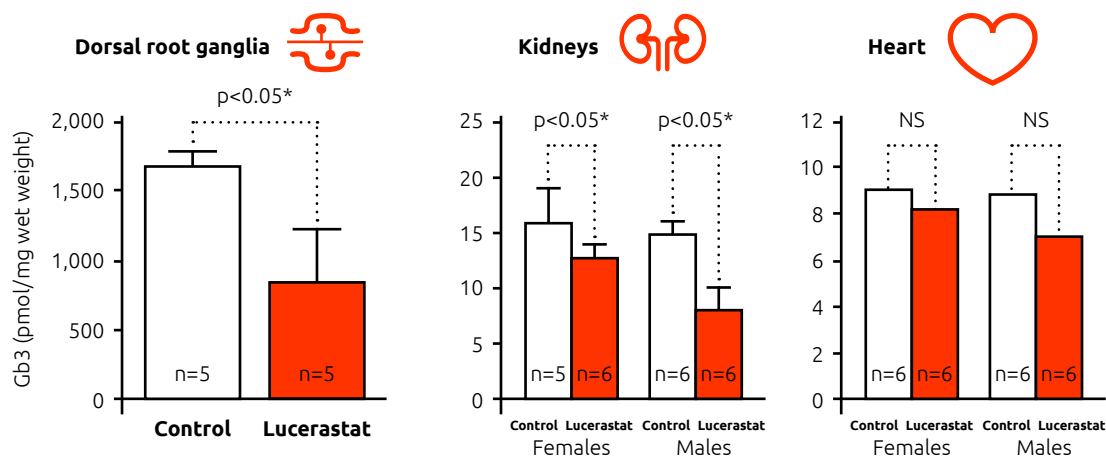 Dorsal root ganglia
p<0.05*
Gb3 (pmol/mg wet weight)
2,000
1,500
1,000
500
0
n=5
n=5
Control
Lucerastat
Kidneys
p<0.05*
p<0.05*
25
20
15
10
5
0
n=5
n=6
n=6
n=6
Control Lucerastat
Females
Control Lucerastat
Males
Heart
NS
NS
12
10
8
6
4
2
0
n=6
n=6
n=6
n=6
Control Lucerastat
Females
Control Lucerastat
Males